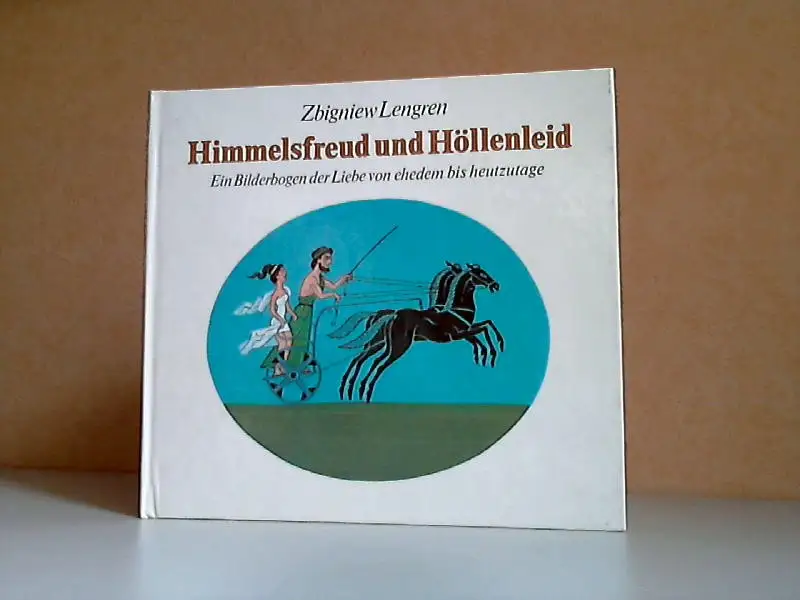 Zbigniew Lengren
Himmelsfreud und Höllenleid
Ein Bilderbogen der Liebe von ehedem bis heutzutage